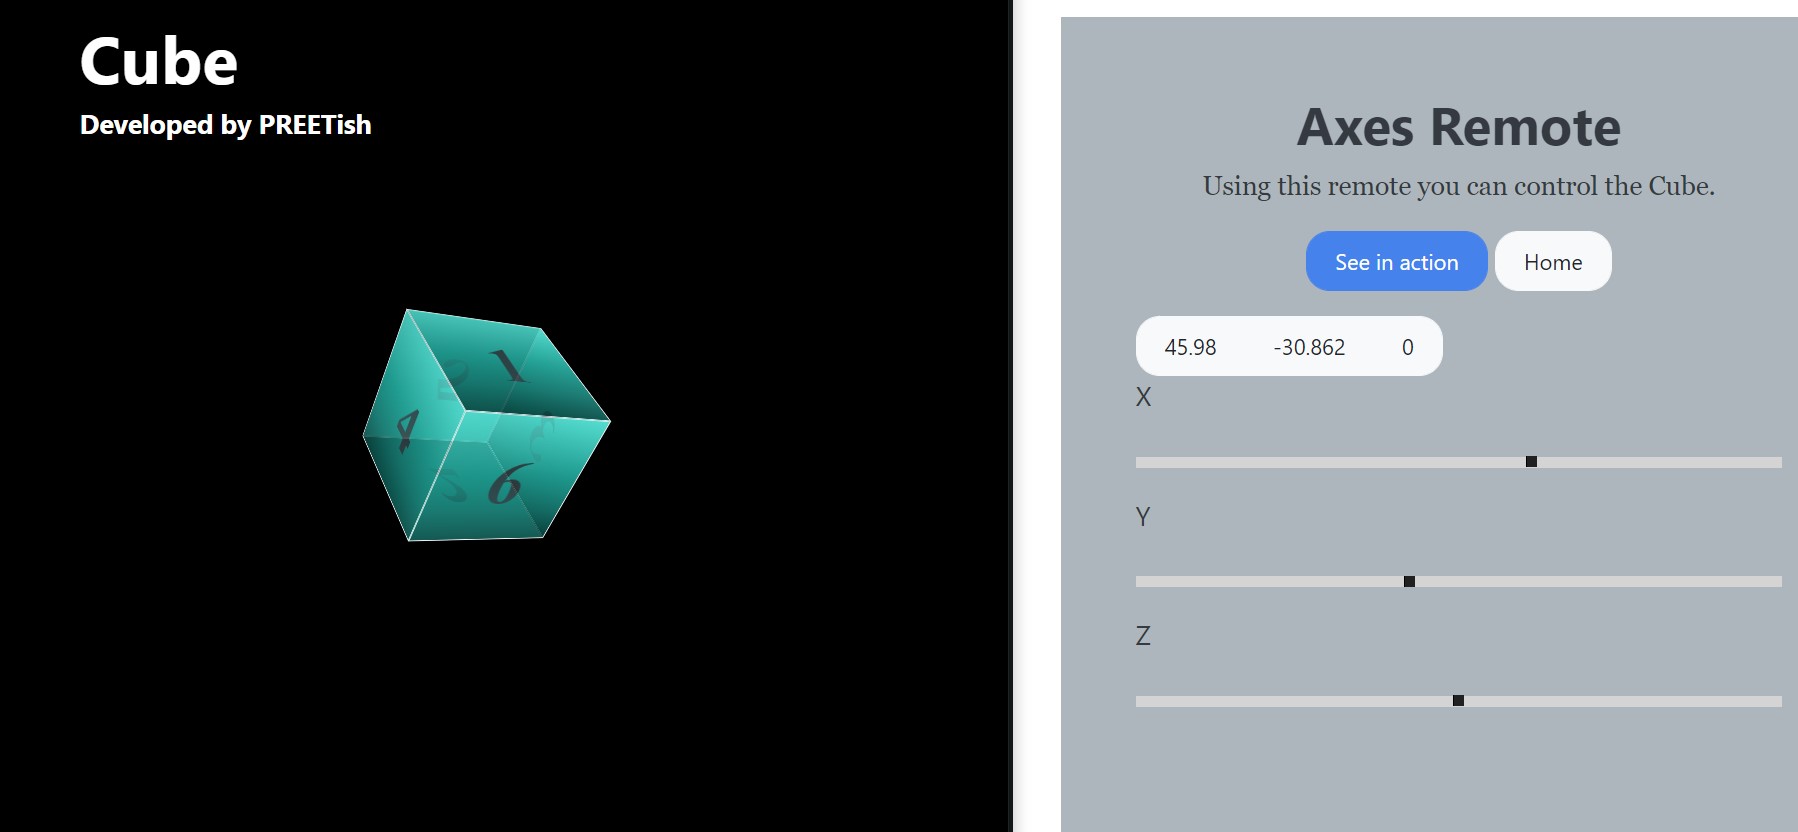 Cube
Developed by PREETish
1
2
4
3
5
6
Axes Remote
Using this remote you can control the Cube.
See in action Home
45.98 -30.862 0
X
Y
Z